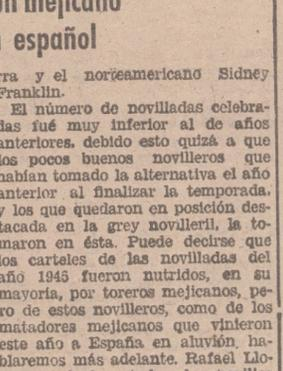 on mejicano
español
rra y el norteamericano Sidney
Franklin.
El número de novilladas celebra-
das fué muy inferior al de años
anteriores, debido esto quizá a que
los pocos buenos novilleros que
habían tomado la alternativa el año
anterior al finalizar la temporada,
y los que quedaron en posición des-
tacada en la grey novilleril, la to-
maron en ésta. Puede decirse que
los carteles de las novilladas del
año 1945 fueron nutridos, en su
mayoría, por toreros mejicanos, pe-
ro de estos novilleros, como de los
matadores mejicanos que vinieron
este año a España en aluvión, ha-
blaremos más adelante. Rafael Llo-